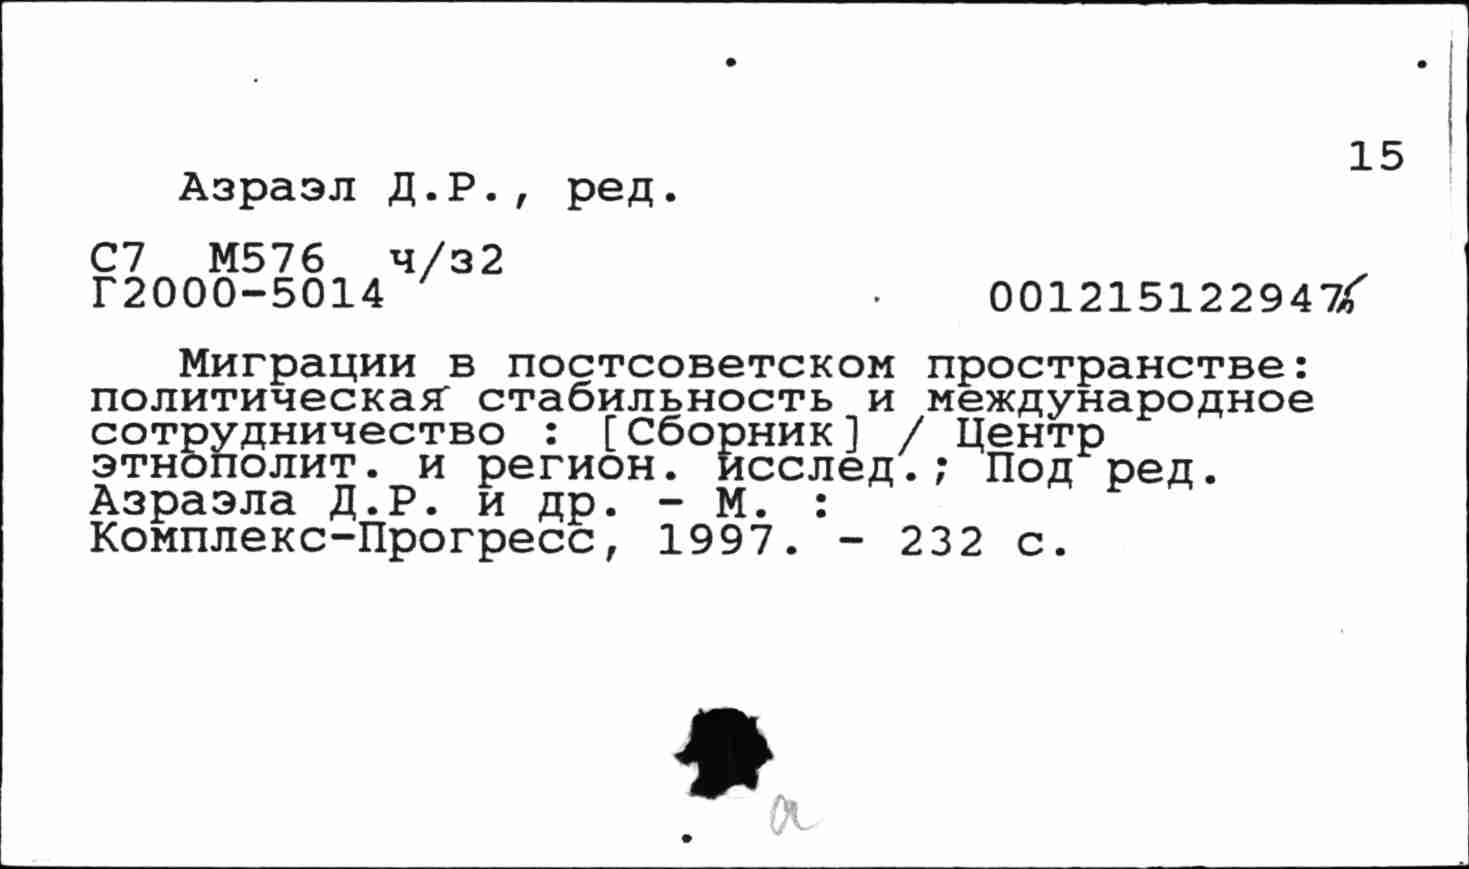 15
Азраэл Д.Р., ред.
С7 М576 ч/з2
Г2000-5014
001215122947
Миграции в постсоветском пространстве:
политическая стабильность и международное
сотрудничество : [Сборник] / Центр
этнополит. и регион. исслед.; Под ред.
Азраэла Д.Р. и др. - М. :
Комплекс-Прогресс, 1997. - 232 с.
а